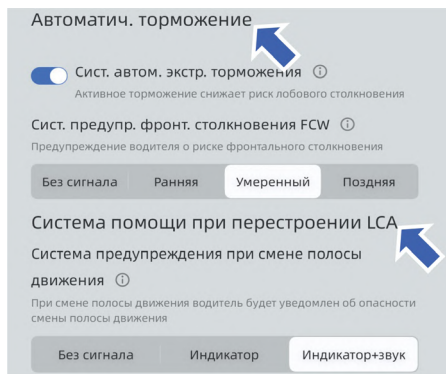 Автоматич. торможение
Сист. автом. экстр. торможения
Активное торможение снижает риск лобового столкновения
Сист. предупр. фронт. столкновения FCW
Предупреждение водителя о риске фронтального столкновения
Без сигнала Ранняя Умеренный Поздняя
Система помощи при перестроении LCA
Система предупреждения при смене полосы
движения
При смене полосы движения водитель будет уведомлен об опасности
смены полосы движения
Без сигнала Индикатор Индикатор+звук